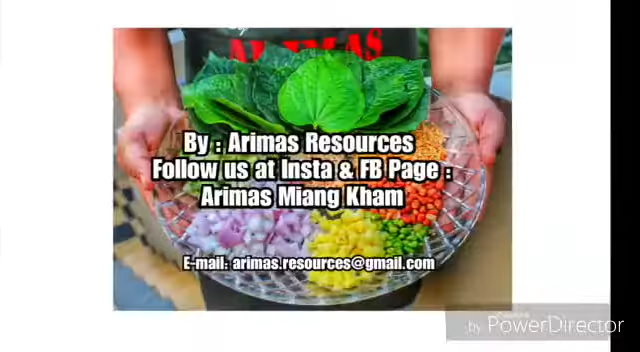 ARIMAS
By : Arimas Resources
Follow us at Insta & FB Page :
Arimas Miang Kham
E-mail: arimas.resources@gmail.com
by PowerDirector